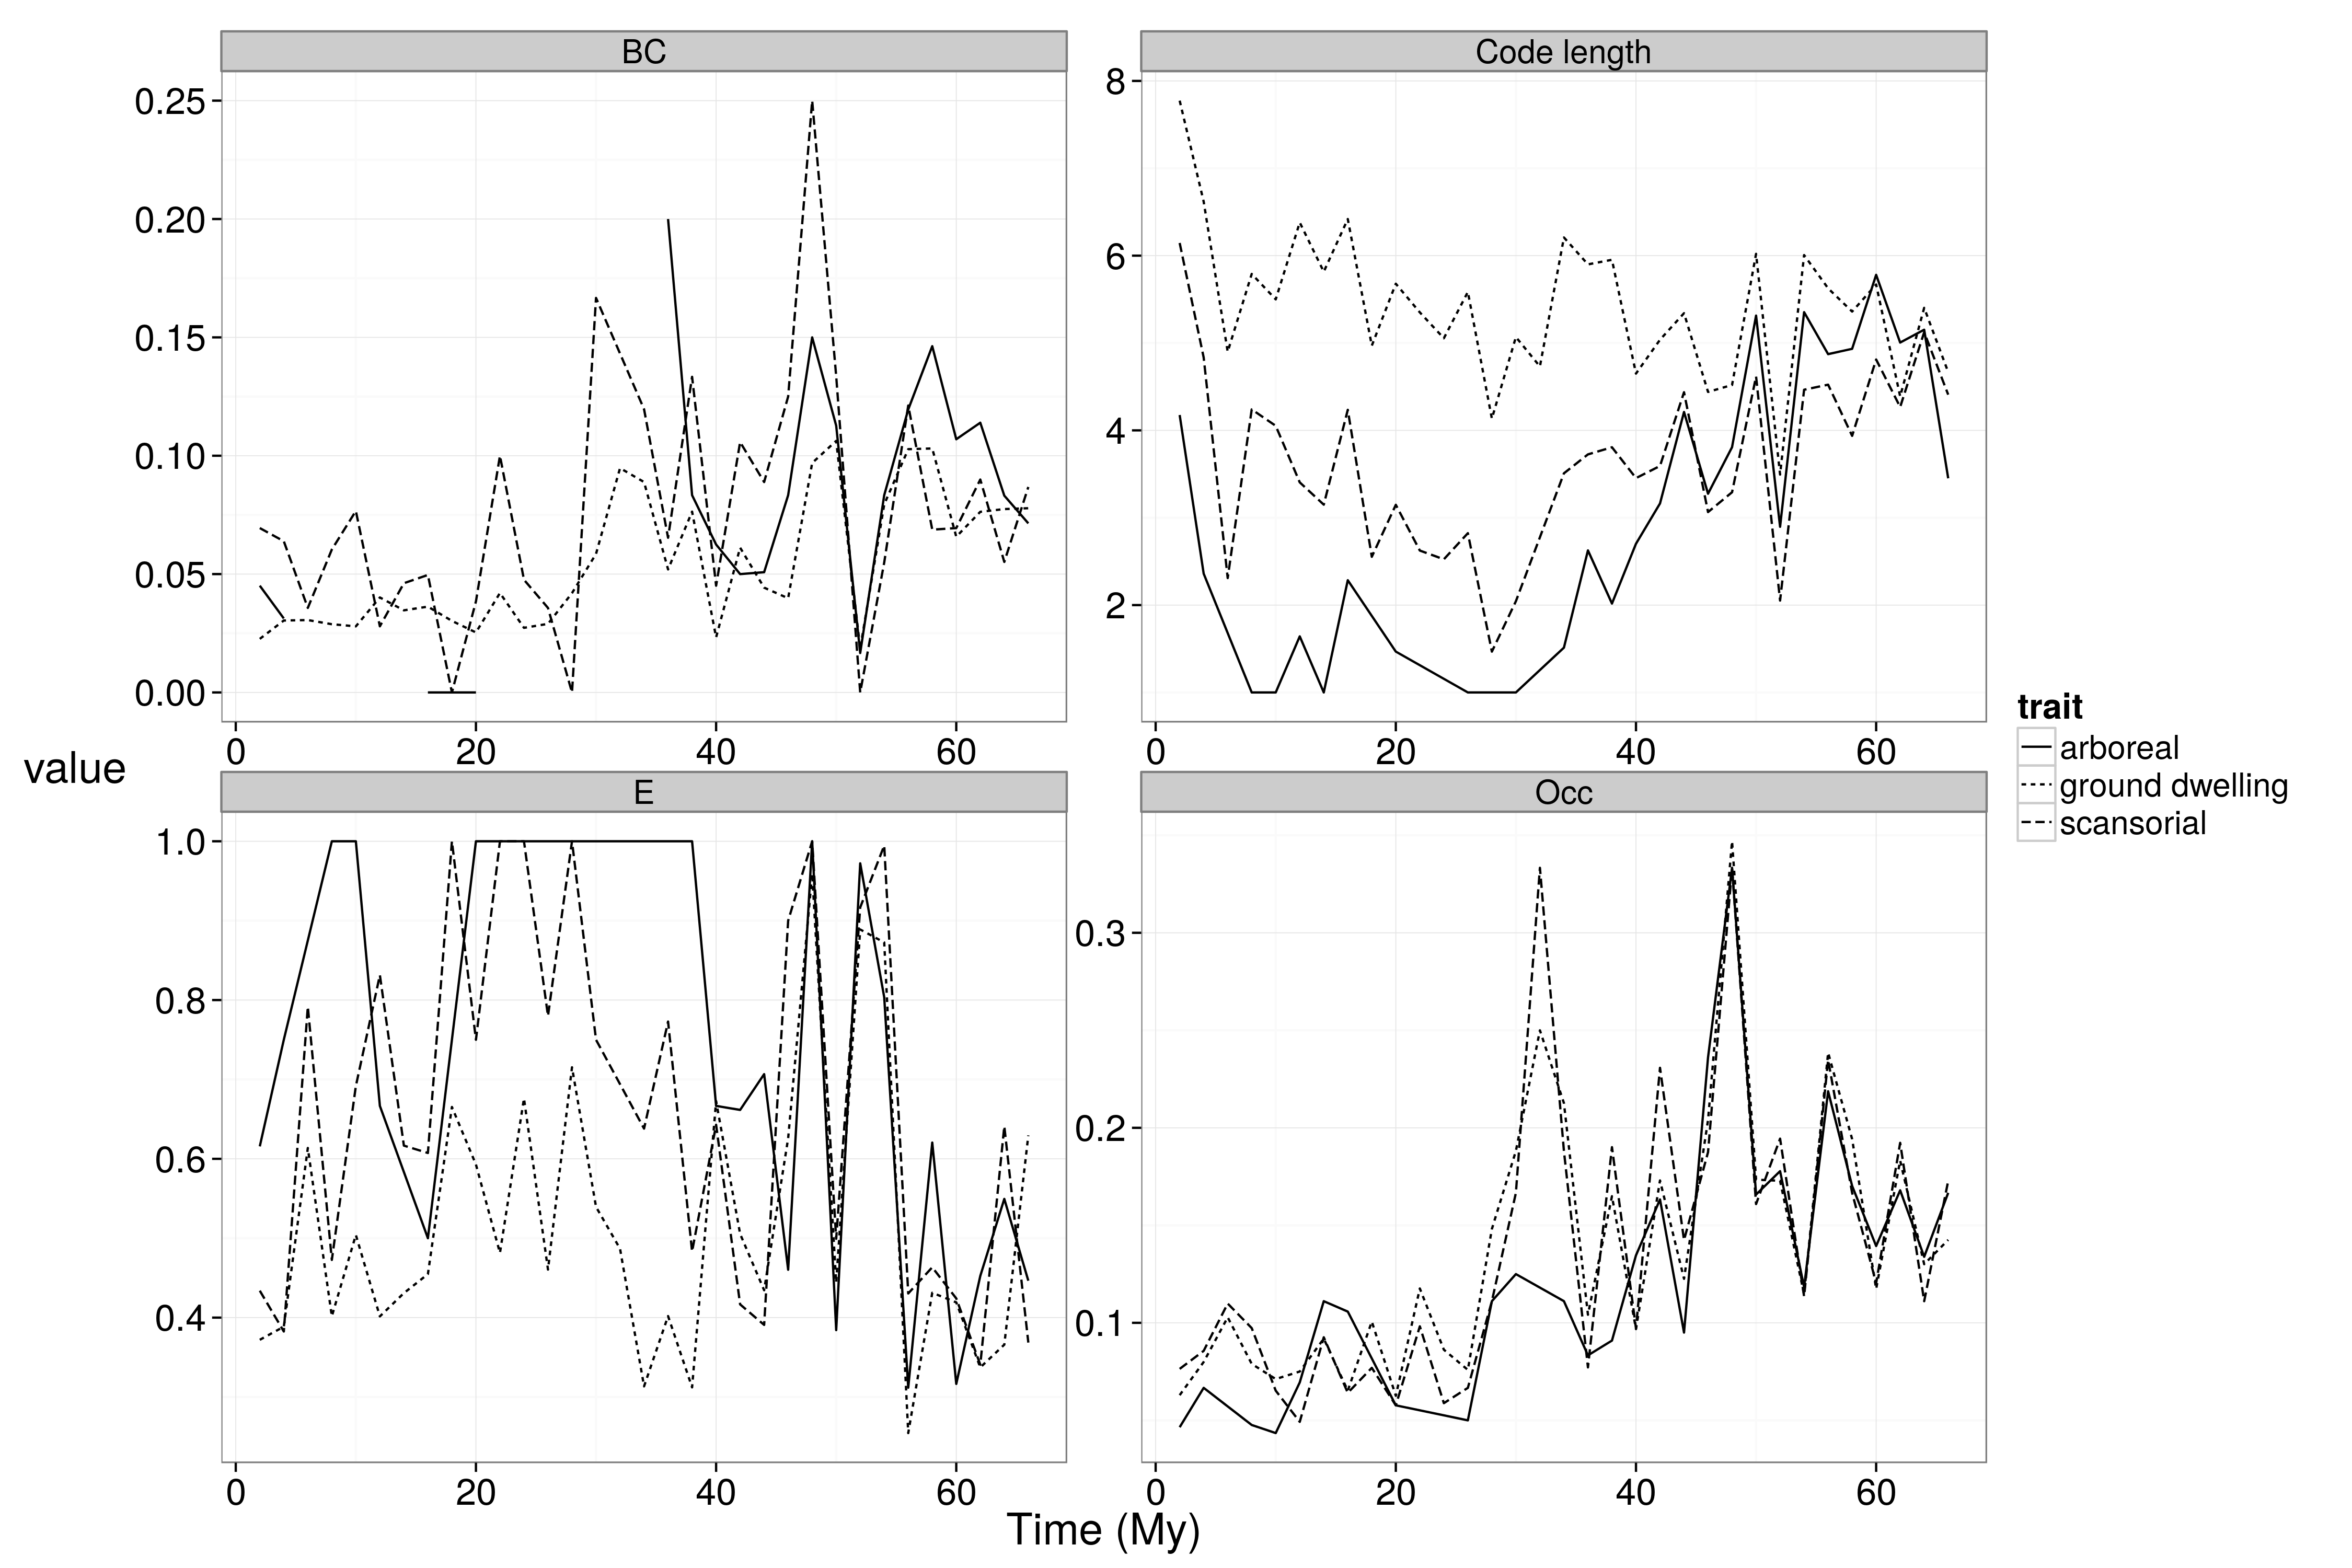 BC
Code length
0.25
0.20
0.15
0.10
0.05
0.00
8
6
4
2
0 20 40 60
0 20 40 60
value
E
Occ
1.0
0.8
0.6
0.4
0.3
0.2
0.1
0 20 40 60
0 20 40 60
Time (My)
trait
arboreal
ground dwelling
scansorial